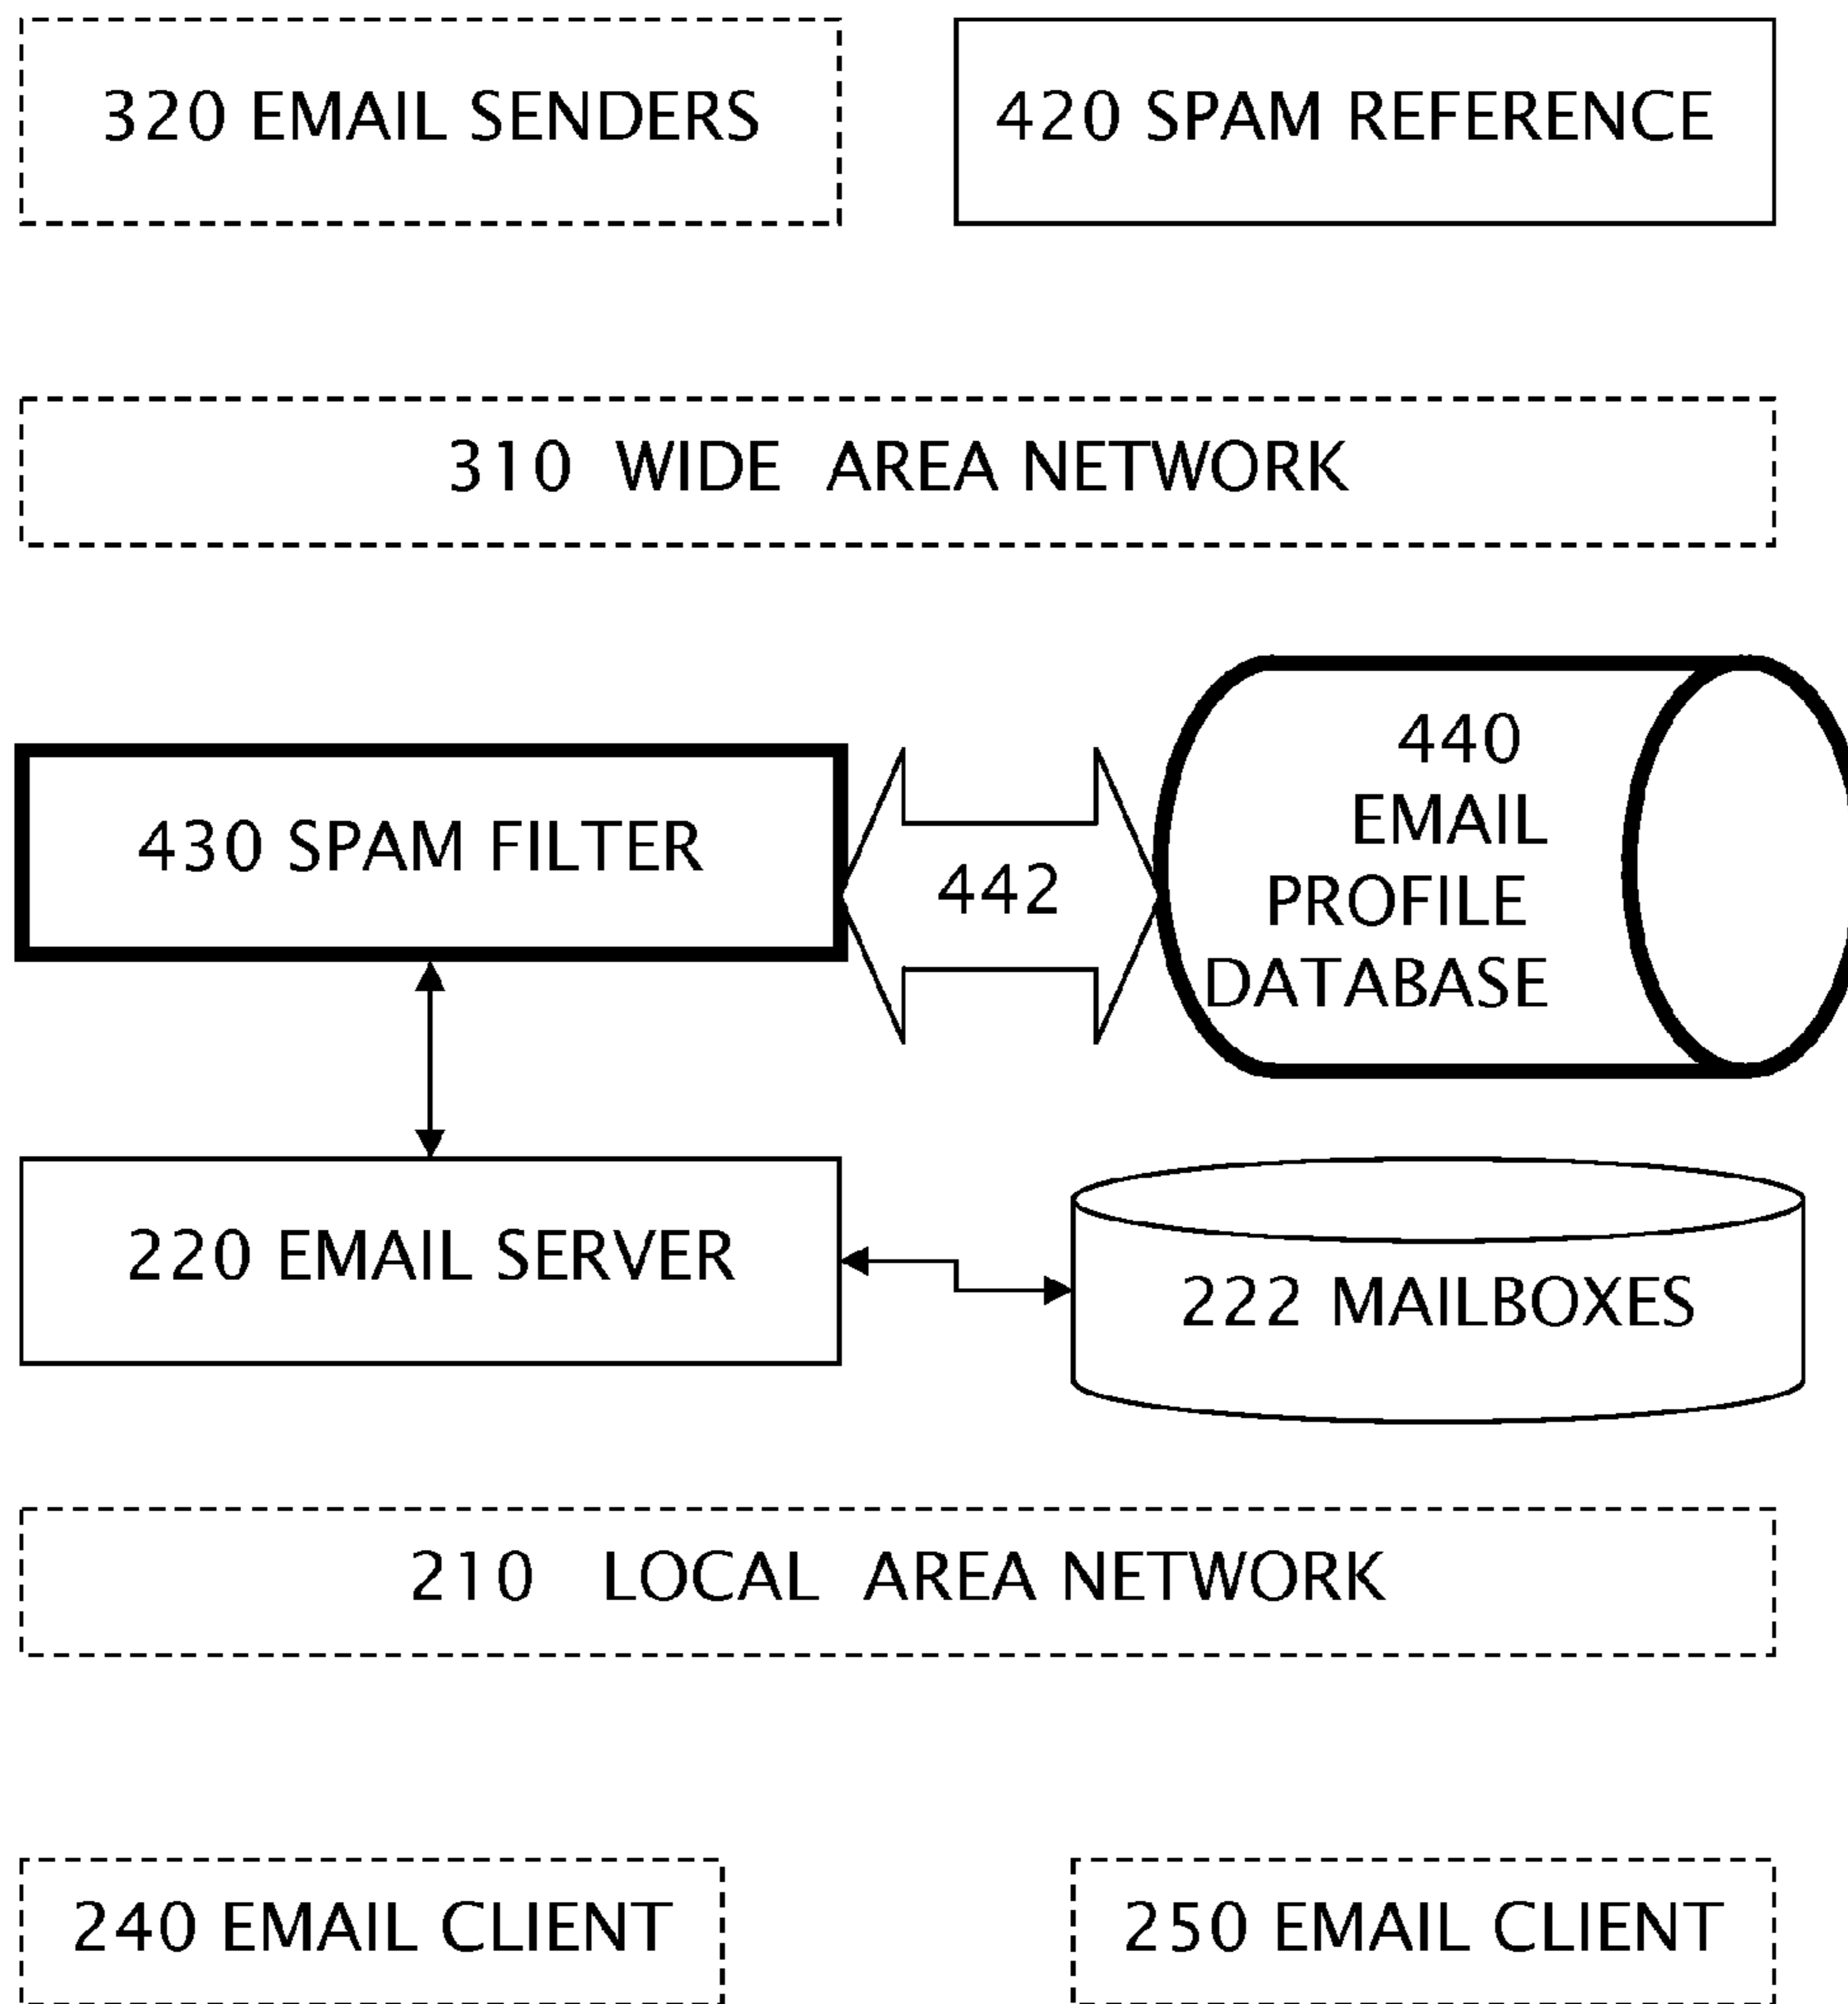 320 EMAIL SENDERS
420 SPAM REFERENCE
310 WIDE AREA NETWORK
430 SPAM FILTER
442
440
EMAIL
PROFILE
DATABASE
220 EMAIL SERVER
222 MAILBOXES
210 LOCAL AREA NETWORK
240 EMAIL CLIENT
250 EMAIL CLIENT